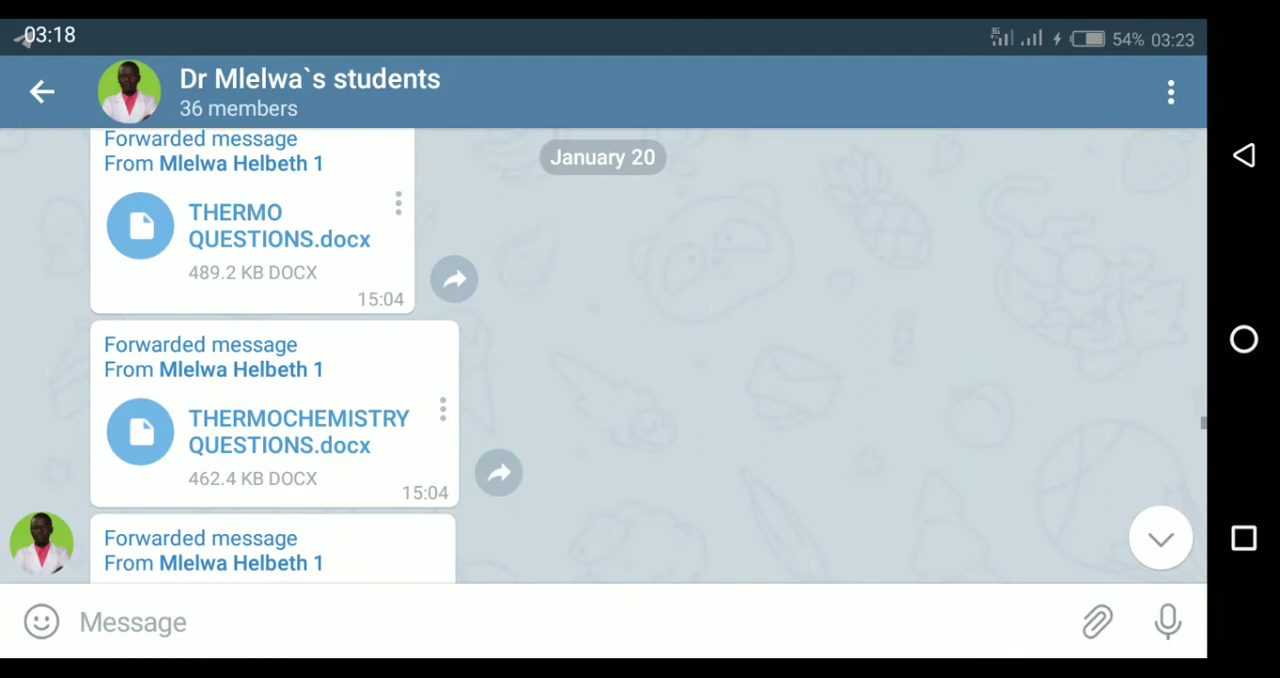 03:18
3G 54% 03:23
Dr Mlelwa`s students
36 members
January 20
Forwarded message
From Mlelwa Helbeth 1
THERMO
QUESTIONS.docx
489.2 KB DOCX
15:04
Forwarded message
From Mlelwa Helbeth 1
THERMOCHEMISTRY
QUESTIONS.docx
462.4 KB DOCX
15:04
Forwarded message
From Mlelwa Helbeth 1
Message